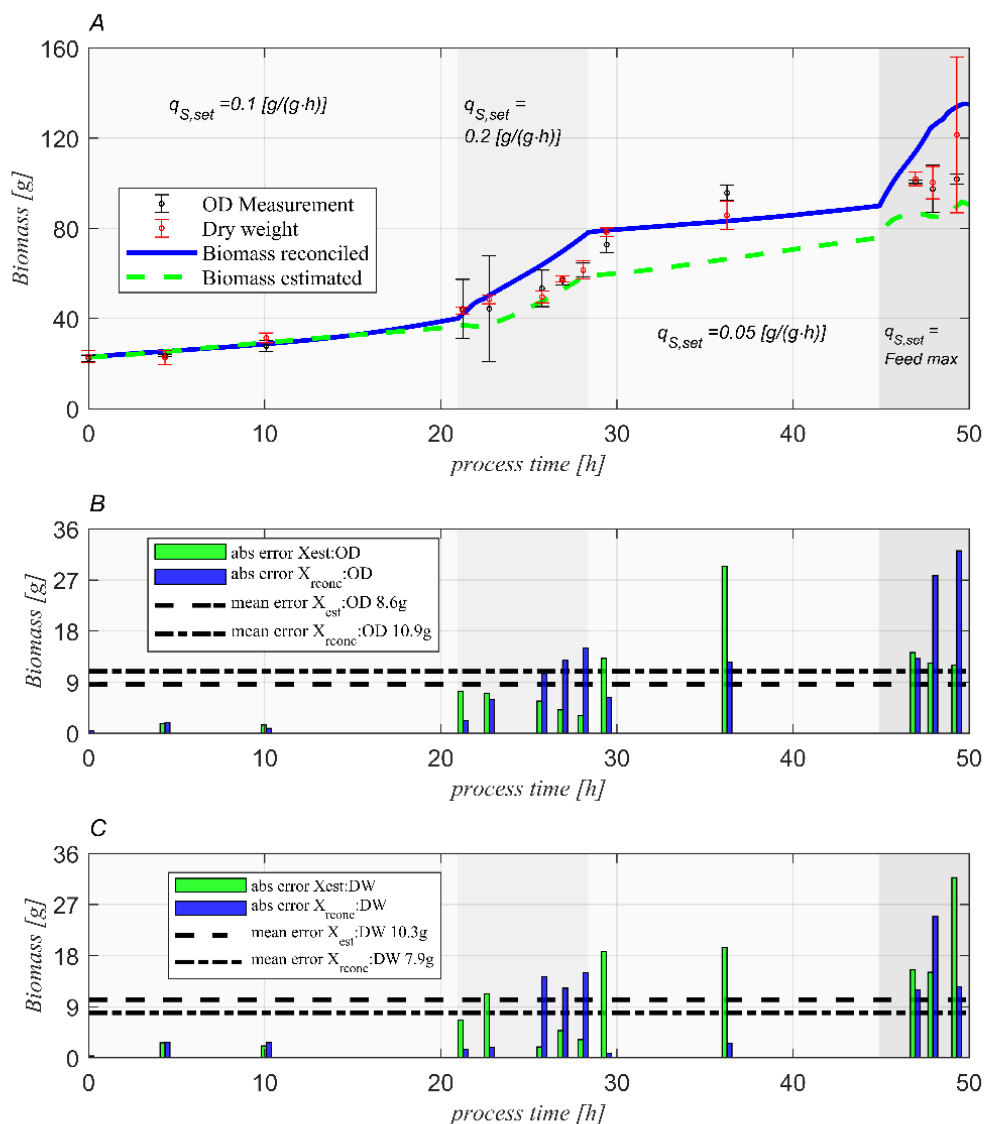 A
160
120
80
40
0
Biomass [g]
q_S,set =0.1 [g/(g·h)]
q_S,set =
0.2 [g/(g·h)]
OD Measurement
Dry weight
Biomass reconciled
Biomass estimated
q_S,set =0.05 [g/(g·h)]
q_S,set =
Feed max
0 10 20 30 40 50
process time [h]
B
36
27
18
9
0
Biomass [g]
abs error Xest:OD
abs error X_rconc:OD
mean error X_est:OD 8.6g
mean error X_rconc:OD 10.9g
0 10 20 30 40 50
process time [h]
C
36
27
18
9
0
Biomass [g]
abs error Xest:DW
abs error X_rconc:DW
mean error X_est:DW 10.3g
mean error X_rconc:DW 7.9g
0 10 20 30 40 50
process time [h]